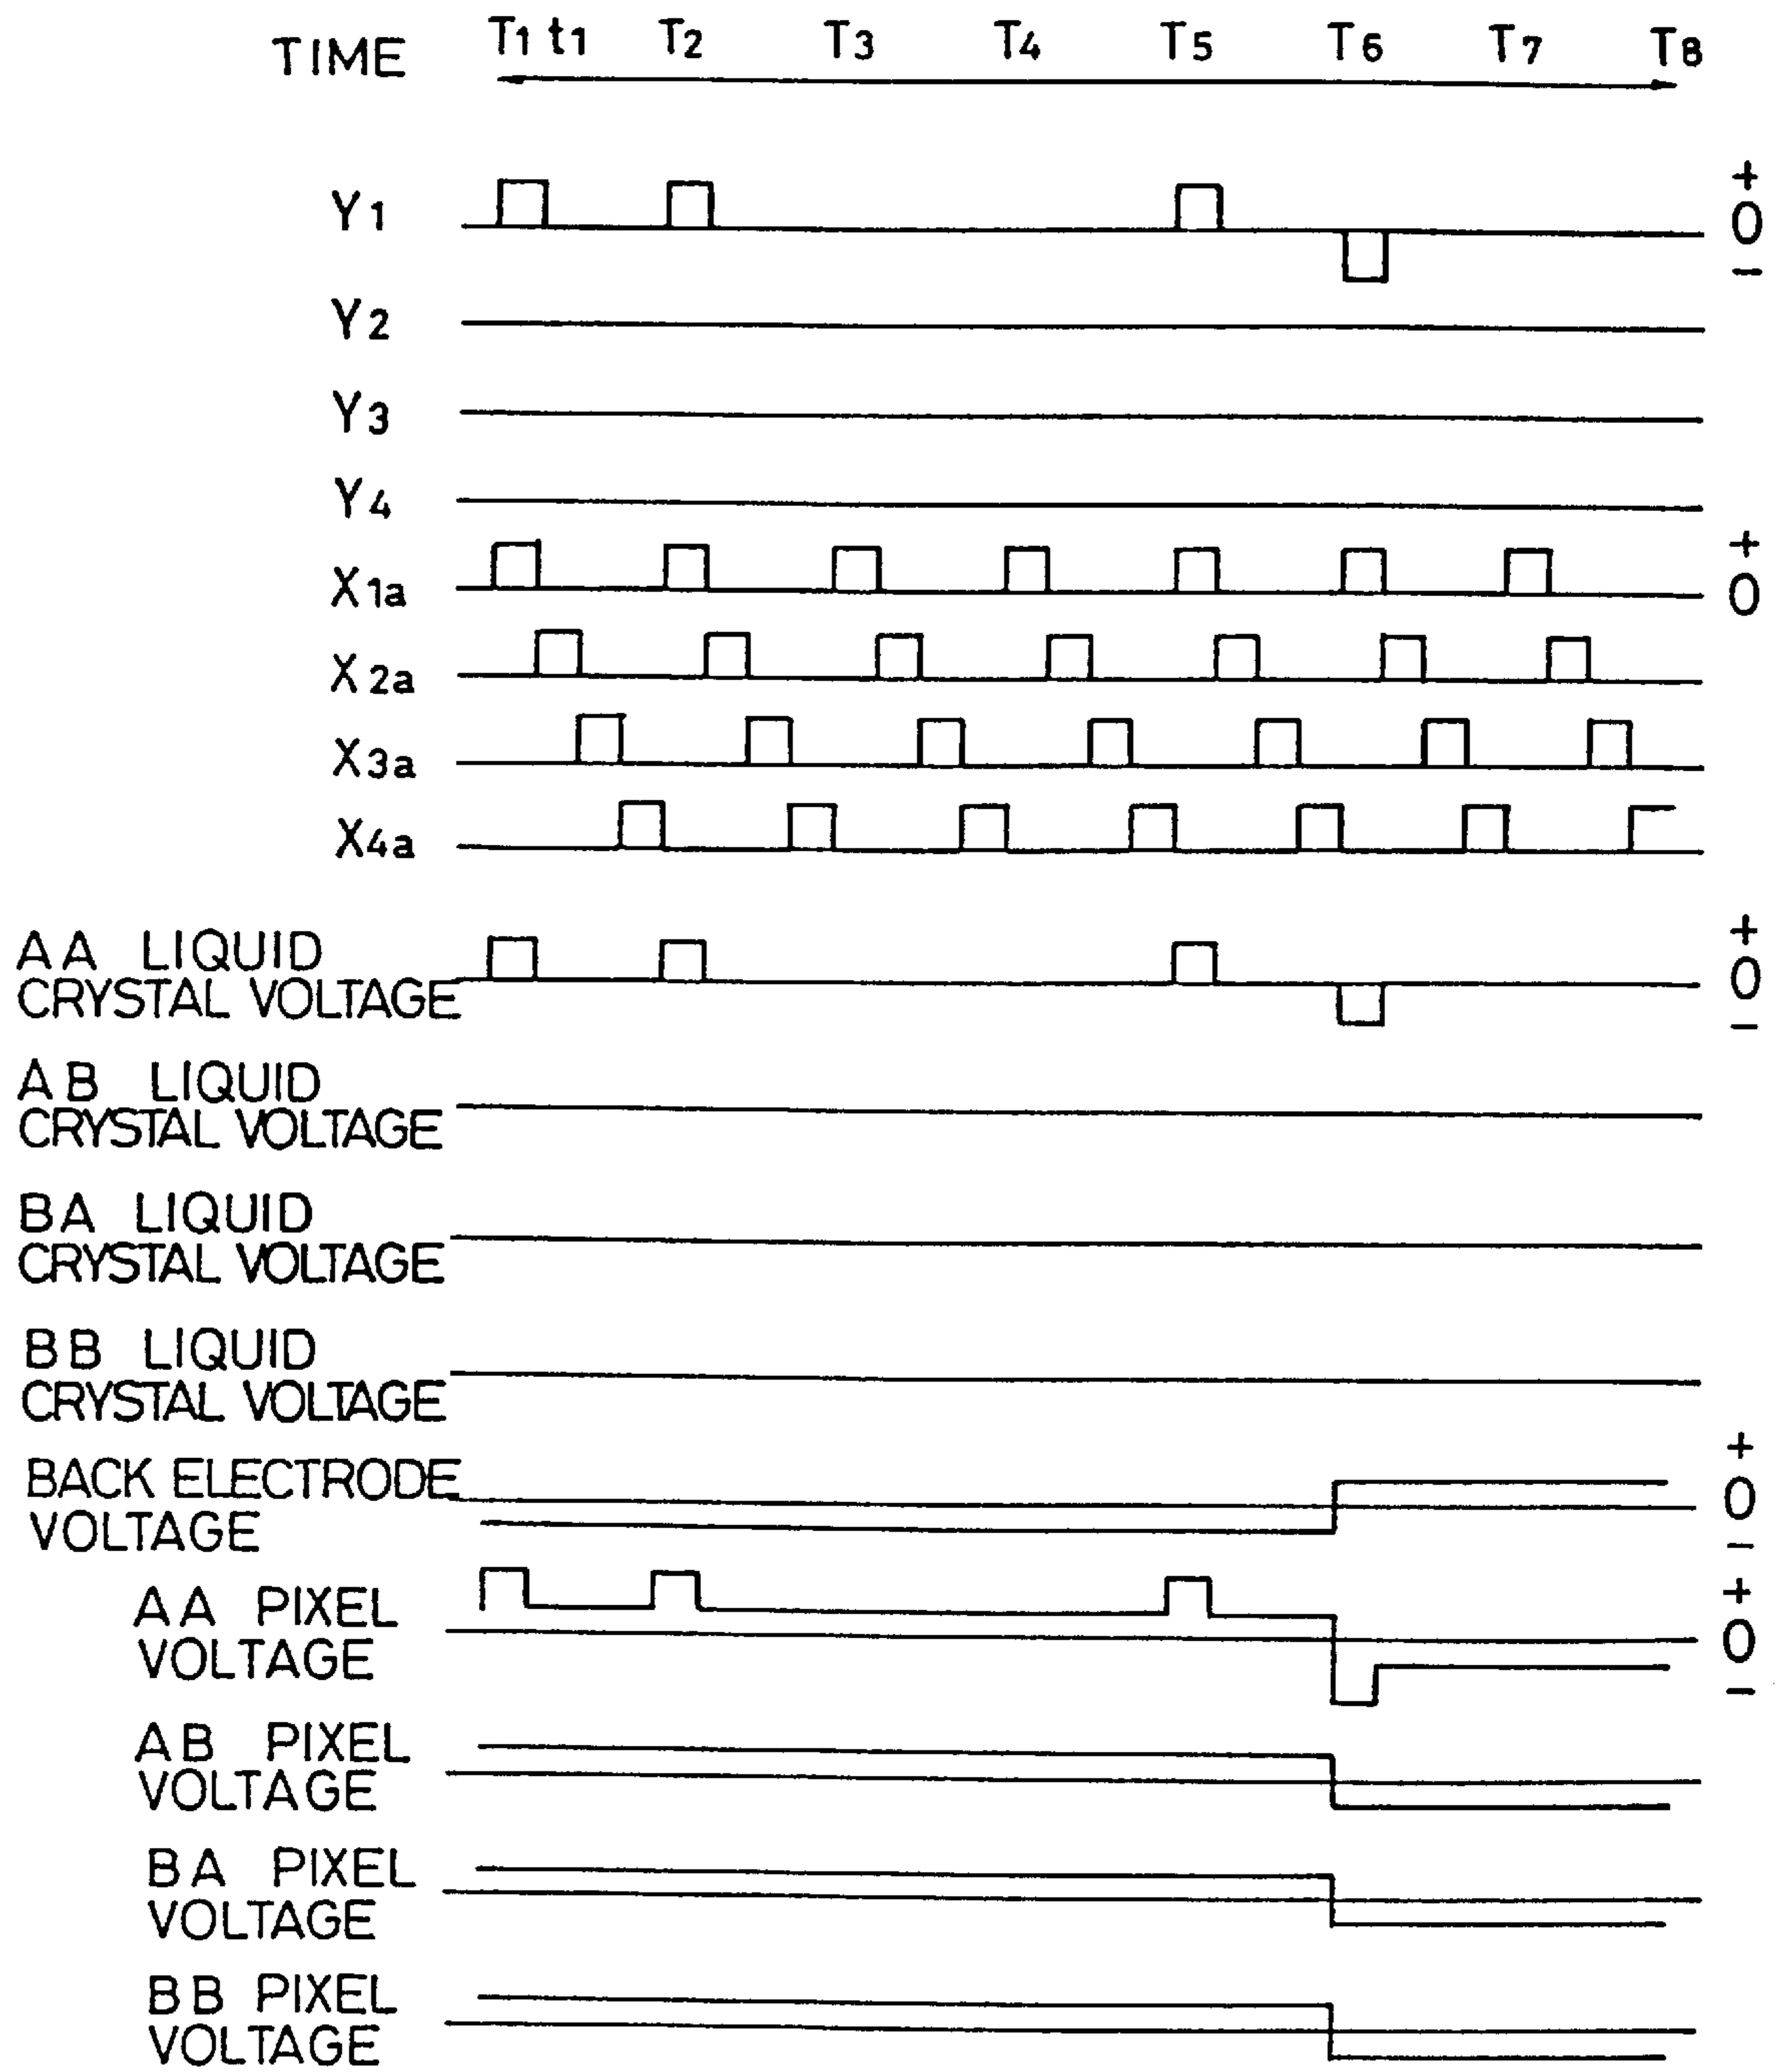 TIME T1 t1 T2 T3 T4 T5 T6 T7 T8
Y1 + 0 -
Y2
Y3
Y4
X1a + 0
X2a
X3a
X4a
AA LIQUID
CRYSTAL VOLTAGE + 0 -
AB LIQUID
CRYSTAL VOLTAGE
BA LIQUID
CRYSTAL VOLTAGE
BB LIQUID
CRYSTAL VOLTAGE
BACK ELECTRODE
VOLTAGE + 0 -
AA PIXEL
VOLTAGE + 0 -
AB PIXEL
VOLTAGE
BA PIXEL
VOLTAGE
BB PIXEL
VOLTAGE